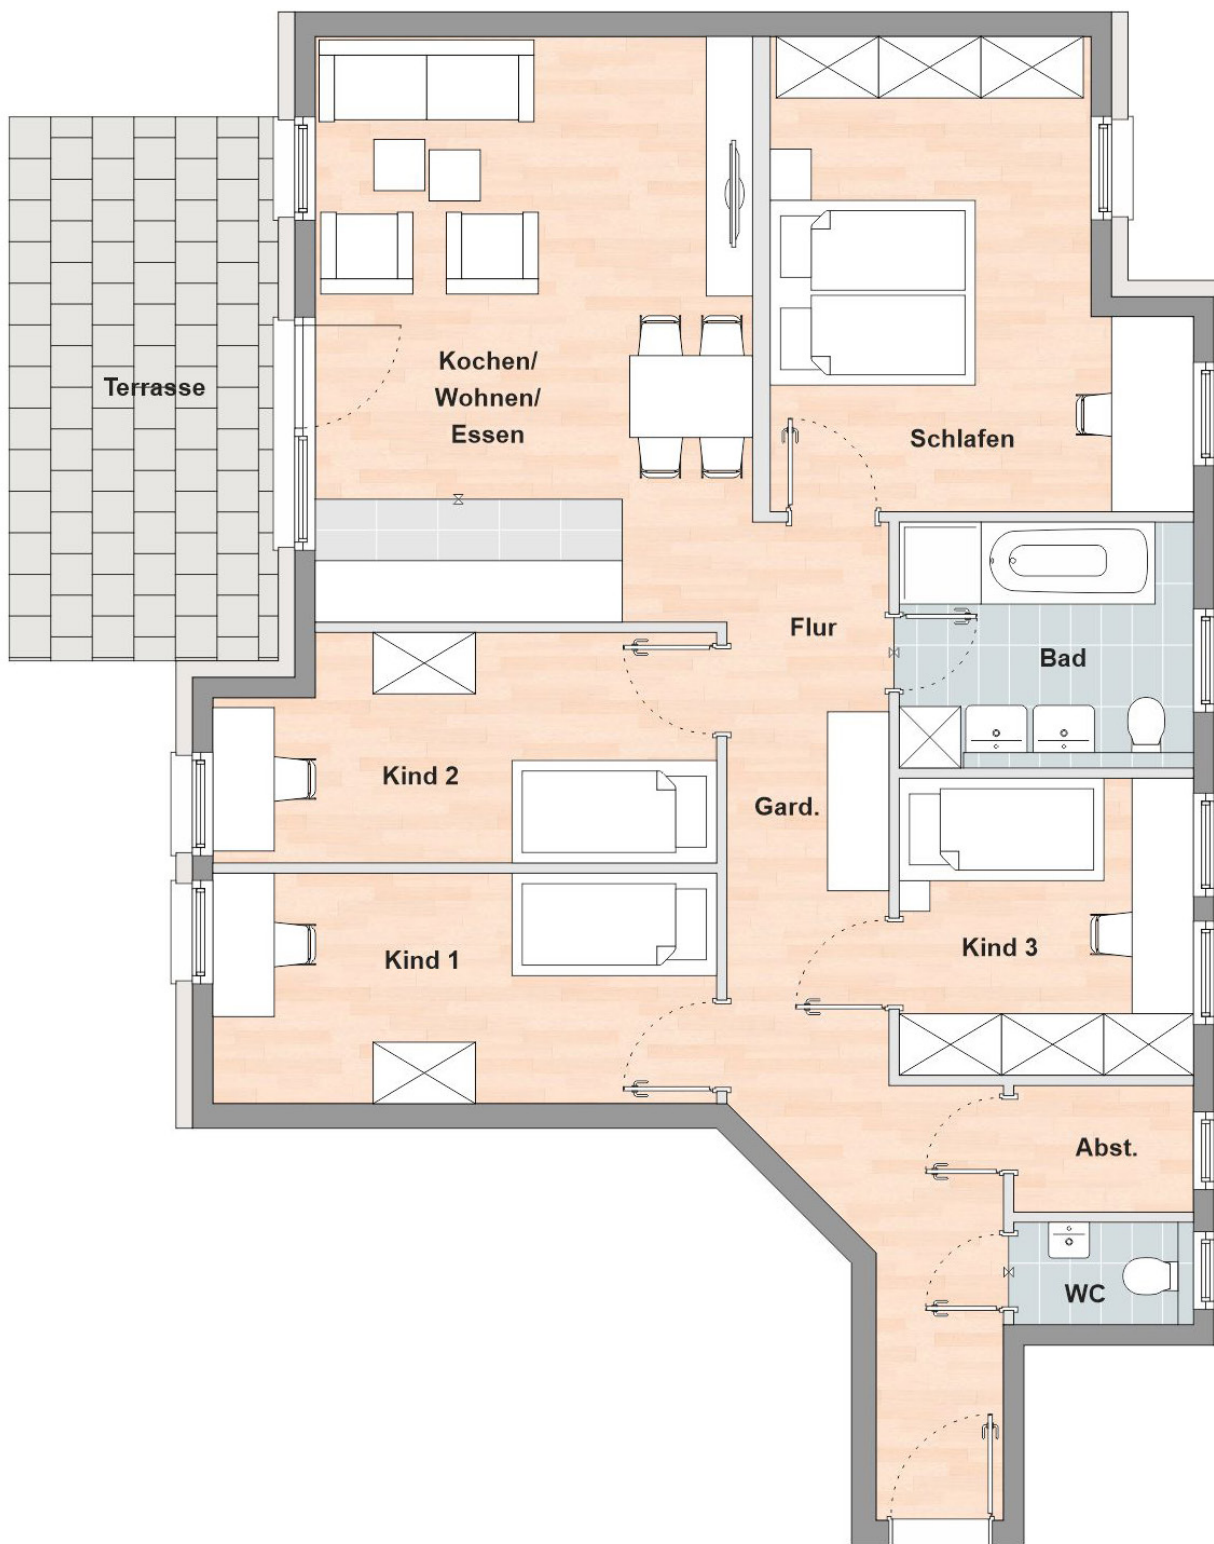 Terrasse
Kochen/
Wohnen/
Essen
Schlafen
Flur
Bad
Kind 2
Gard.
Kind 1
Kind 3
Abst.
WC